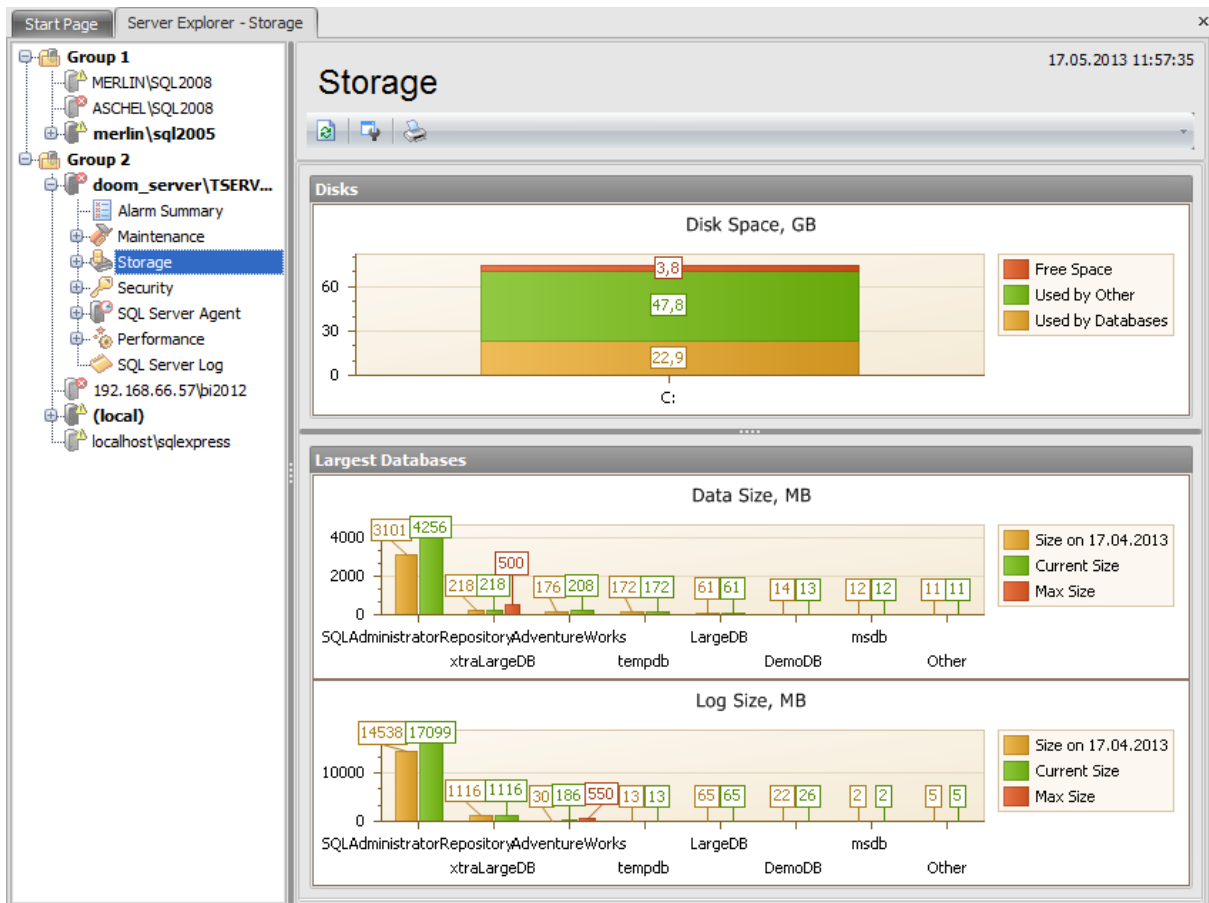 Start Page
Server Explorer - Storage
Group 1
MERLIN\SQL2008
ASCHEL\SQL2008
merlin\sql2005
Group 2
doom_server\TSERV...
Alarm Summary
Maintenance
Storage
Security
SQL Server Agent
Performance
SQL Server Log
192.168.66.57\bi2012
(local)
localhost\sqlexpress
17.05.2013 11:57:35
Storage
Disks
Disk Space, GB
60
30
0
3,8
47,8
22,9
C:
Free Space
Used by Other
Used by Databases
Largest Databases
Data Size, MB
4000
2000
0
3101 4256
218 218 500
176 208
172 172
61 61
14 13
12 12
11 11
SQLAdministratorRepository
xtraLargeDB
AdventureWorks
tempdb
LargeDB
DemoDB
msdb
Other
Size on 17.04.2013
Current Size
Max Size
Log Size, MB
10000
0
14538 17099
1116 1116
30 186 550
13 13
65 65
22 26
2 2
5 5
SQLAdministratorRepository
xtraLargeDB
AdventureWorks
tempdb
LargeDB
DemoDB
msdb
Other
Size on 17.04.2013
Current Size
Max Size